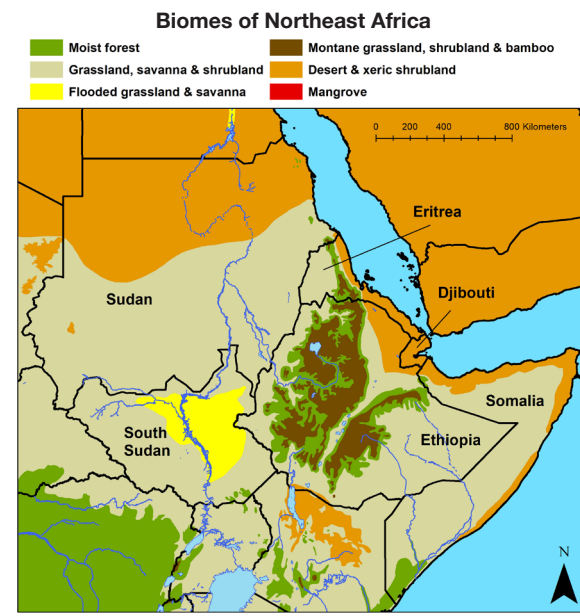 Biomes of Northeast Africa
Moist forest
Montane grassland, shrubland & bamboo
Grassland, savanna & shrubland
Desert & xeric shrubland
Flooded grassland & savanna
Mangrove
0 200 400 800 Kilometers
Eritrea
Sudan
Djibouti
Somalia
South
Sudan
Ethiopia
N